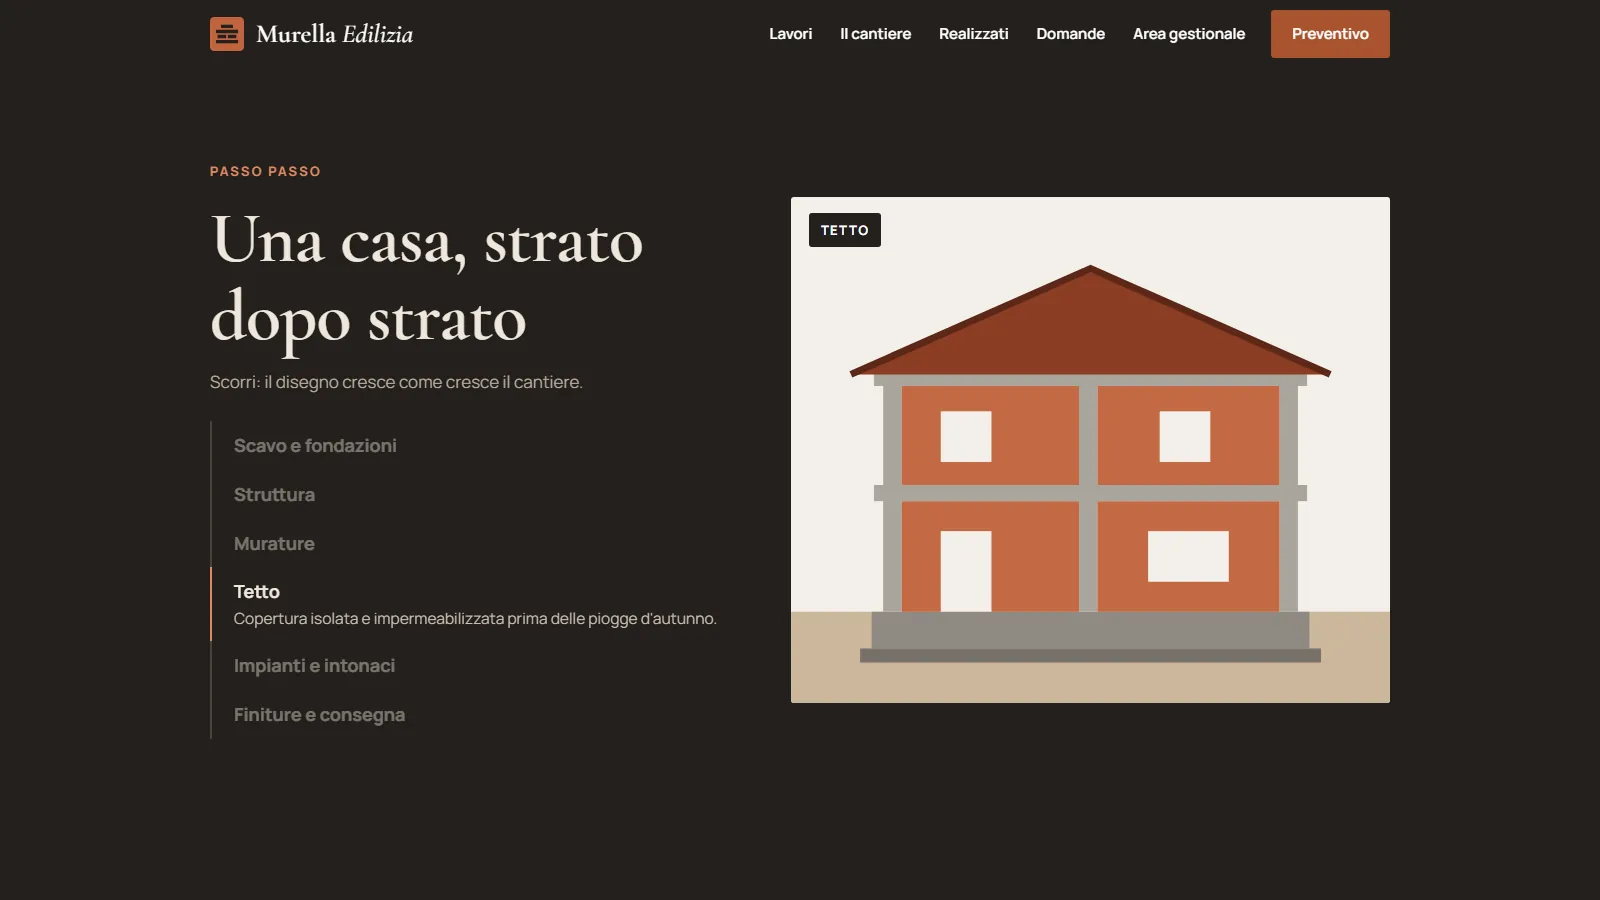 Murella Edilizia
Lavori
Il cantiere
Realizzati
Domande
Area gestionale
Preventivo
PASSO PASSO
Una casa, strato
dopo strato
Scorri: il disegno cresce come cresce il cantiere.
Scavo e fondazioni
Struttura
Murature
Tetto
Copertura isolata e impermeabilizzata prima delle piogge d'autunno.
Impianti e intonaci
Finiture e consegna
TETTO